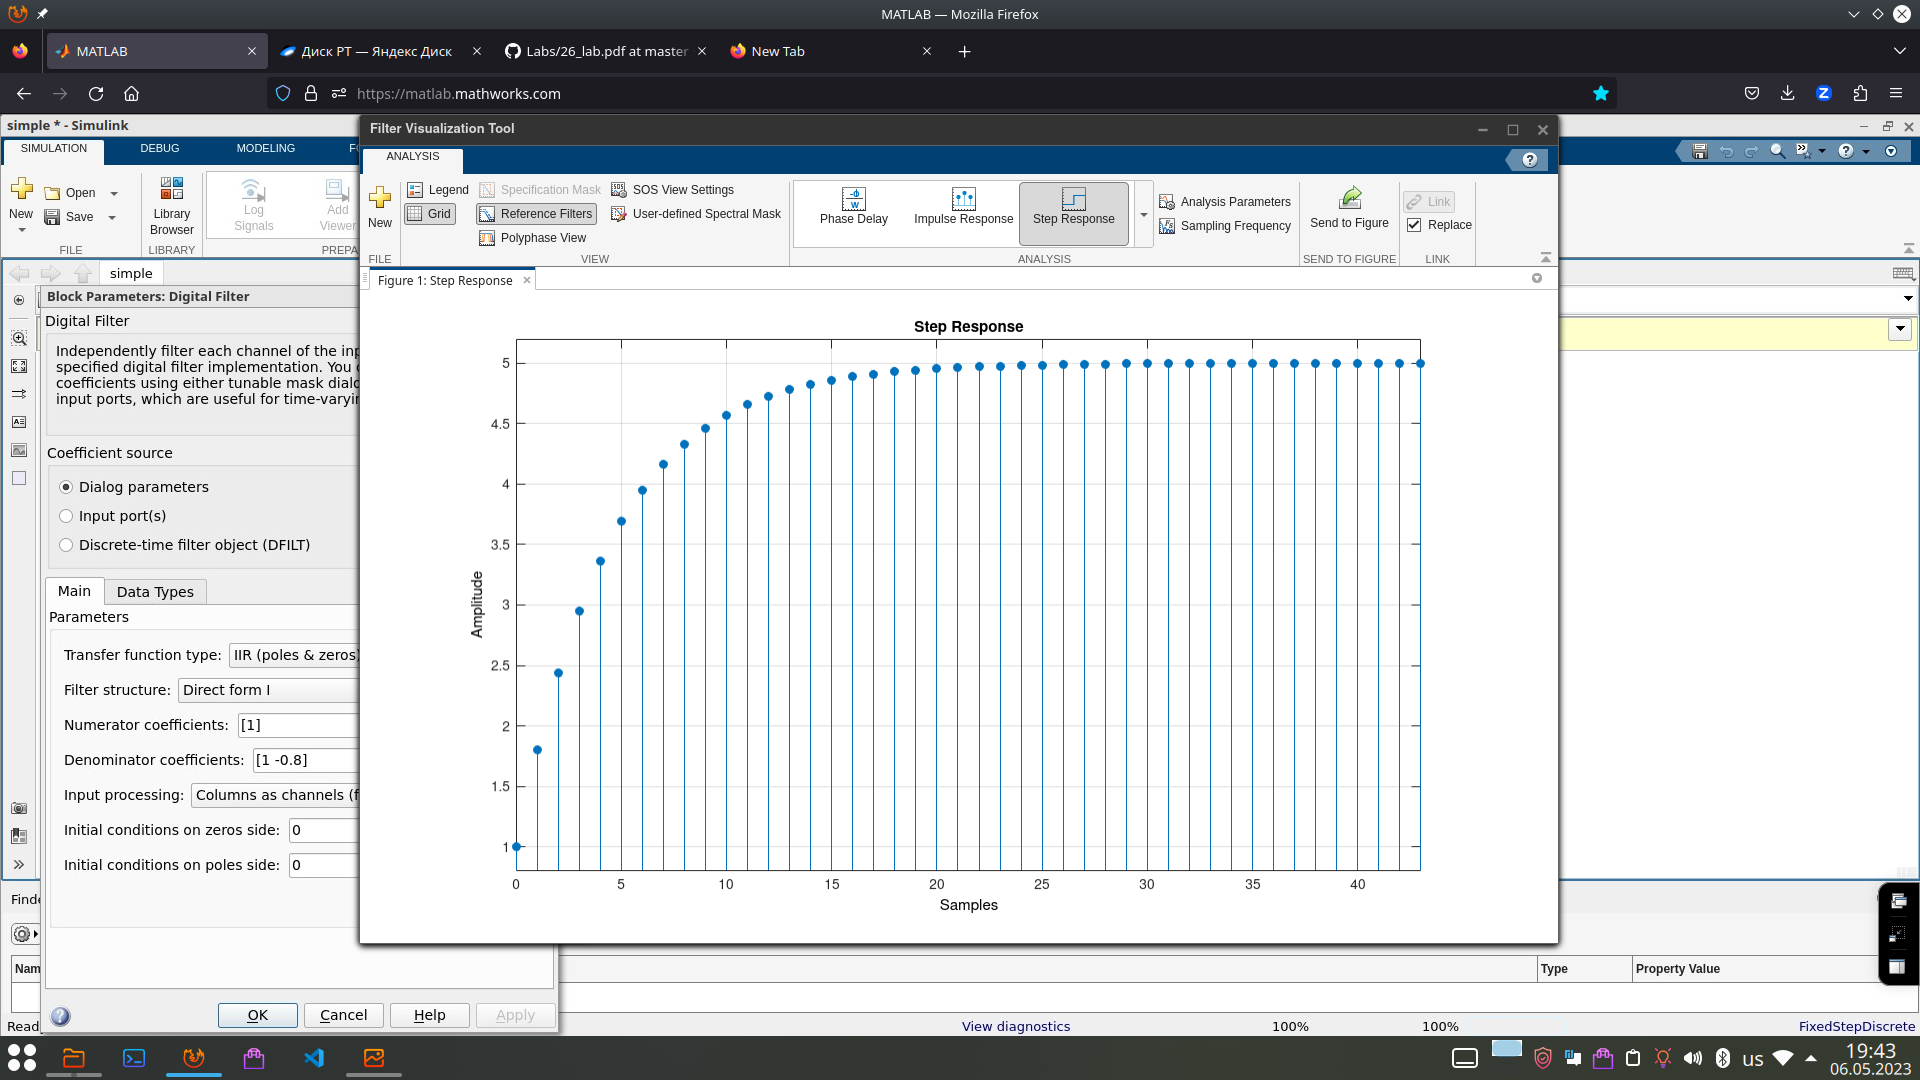 MATLAB — Mozilla Firefox
MATLAB
Диск РТ — Яндекс Диск
Labs/26_lab.pdf at master
New Tab
https://matlab.mathworks.com
simple * - Simulink
SIMULATION DEBUG MODELING
New
Open
Save
FILE
Library Browser
LIBRARY
Log Signals
Add Viewer
PREPA
simple
Block Parameters: Digital Filter
Digital Filter
Independently filter each channel of the inp
specified digital filter implementation. You
coefficients using either tunable mask dialo
input ports, which are useful for time-varyin
Coefficient source
Dialog parameters
Input port(s)
Discrete-time filter object (DFILT)
Main Data Types
Parameters
Transfer function type: IIR (poles & zeros)
Filter structure: Direct form I
Numerator coefficients: [1]
Denominator coefficients: [1 -0.8]
Input processing: Columns as channels (f
Initial conditions on zeros side: 0
Initial conditions on poles side: 0
OK Cancel Help Apply
Filter Visualization Tool
ANALYSIS
New
FILE
Legend
Grid
Specification Mask
Reference Filters
Polyphase View
SOS View Settings
User-defined Spectral Mask
VIEW
Phase Delay
Impulse Response
Step Response
Analysis Parameters
Sampling Frequency
ANALYSIS
Send to Figure
SEND TO FIGURE
Link
Replace
LINK
Figure 1: Step Response
Step Response
Amplitude
5
4.5
4
3.5
3
2.5
2
1.5
1
0 5 10 15 20 25 30 35 40
Samples
Type
Property Value
View diagnostics 100% 100% FixedStepDiscrete
us
19:43
06.05.2023